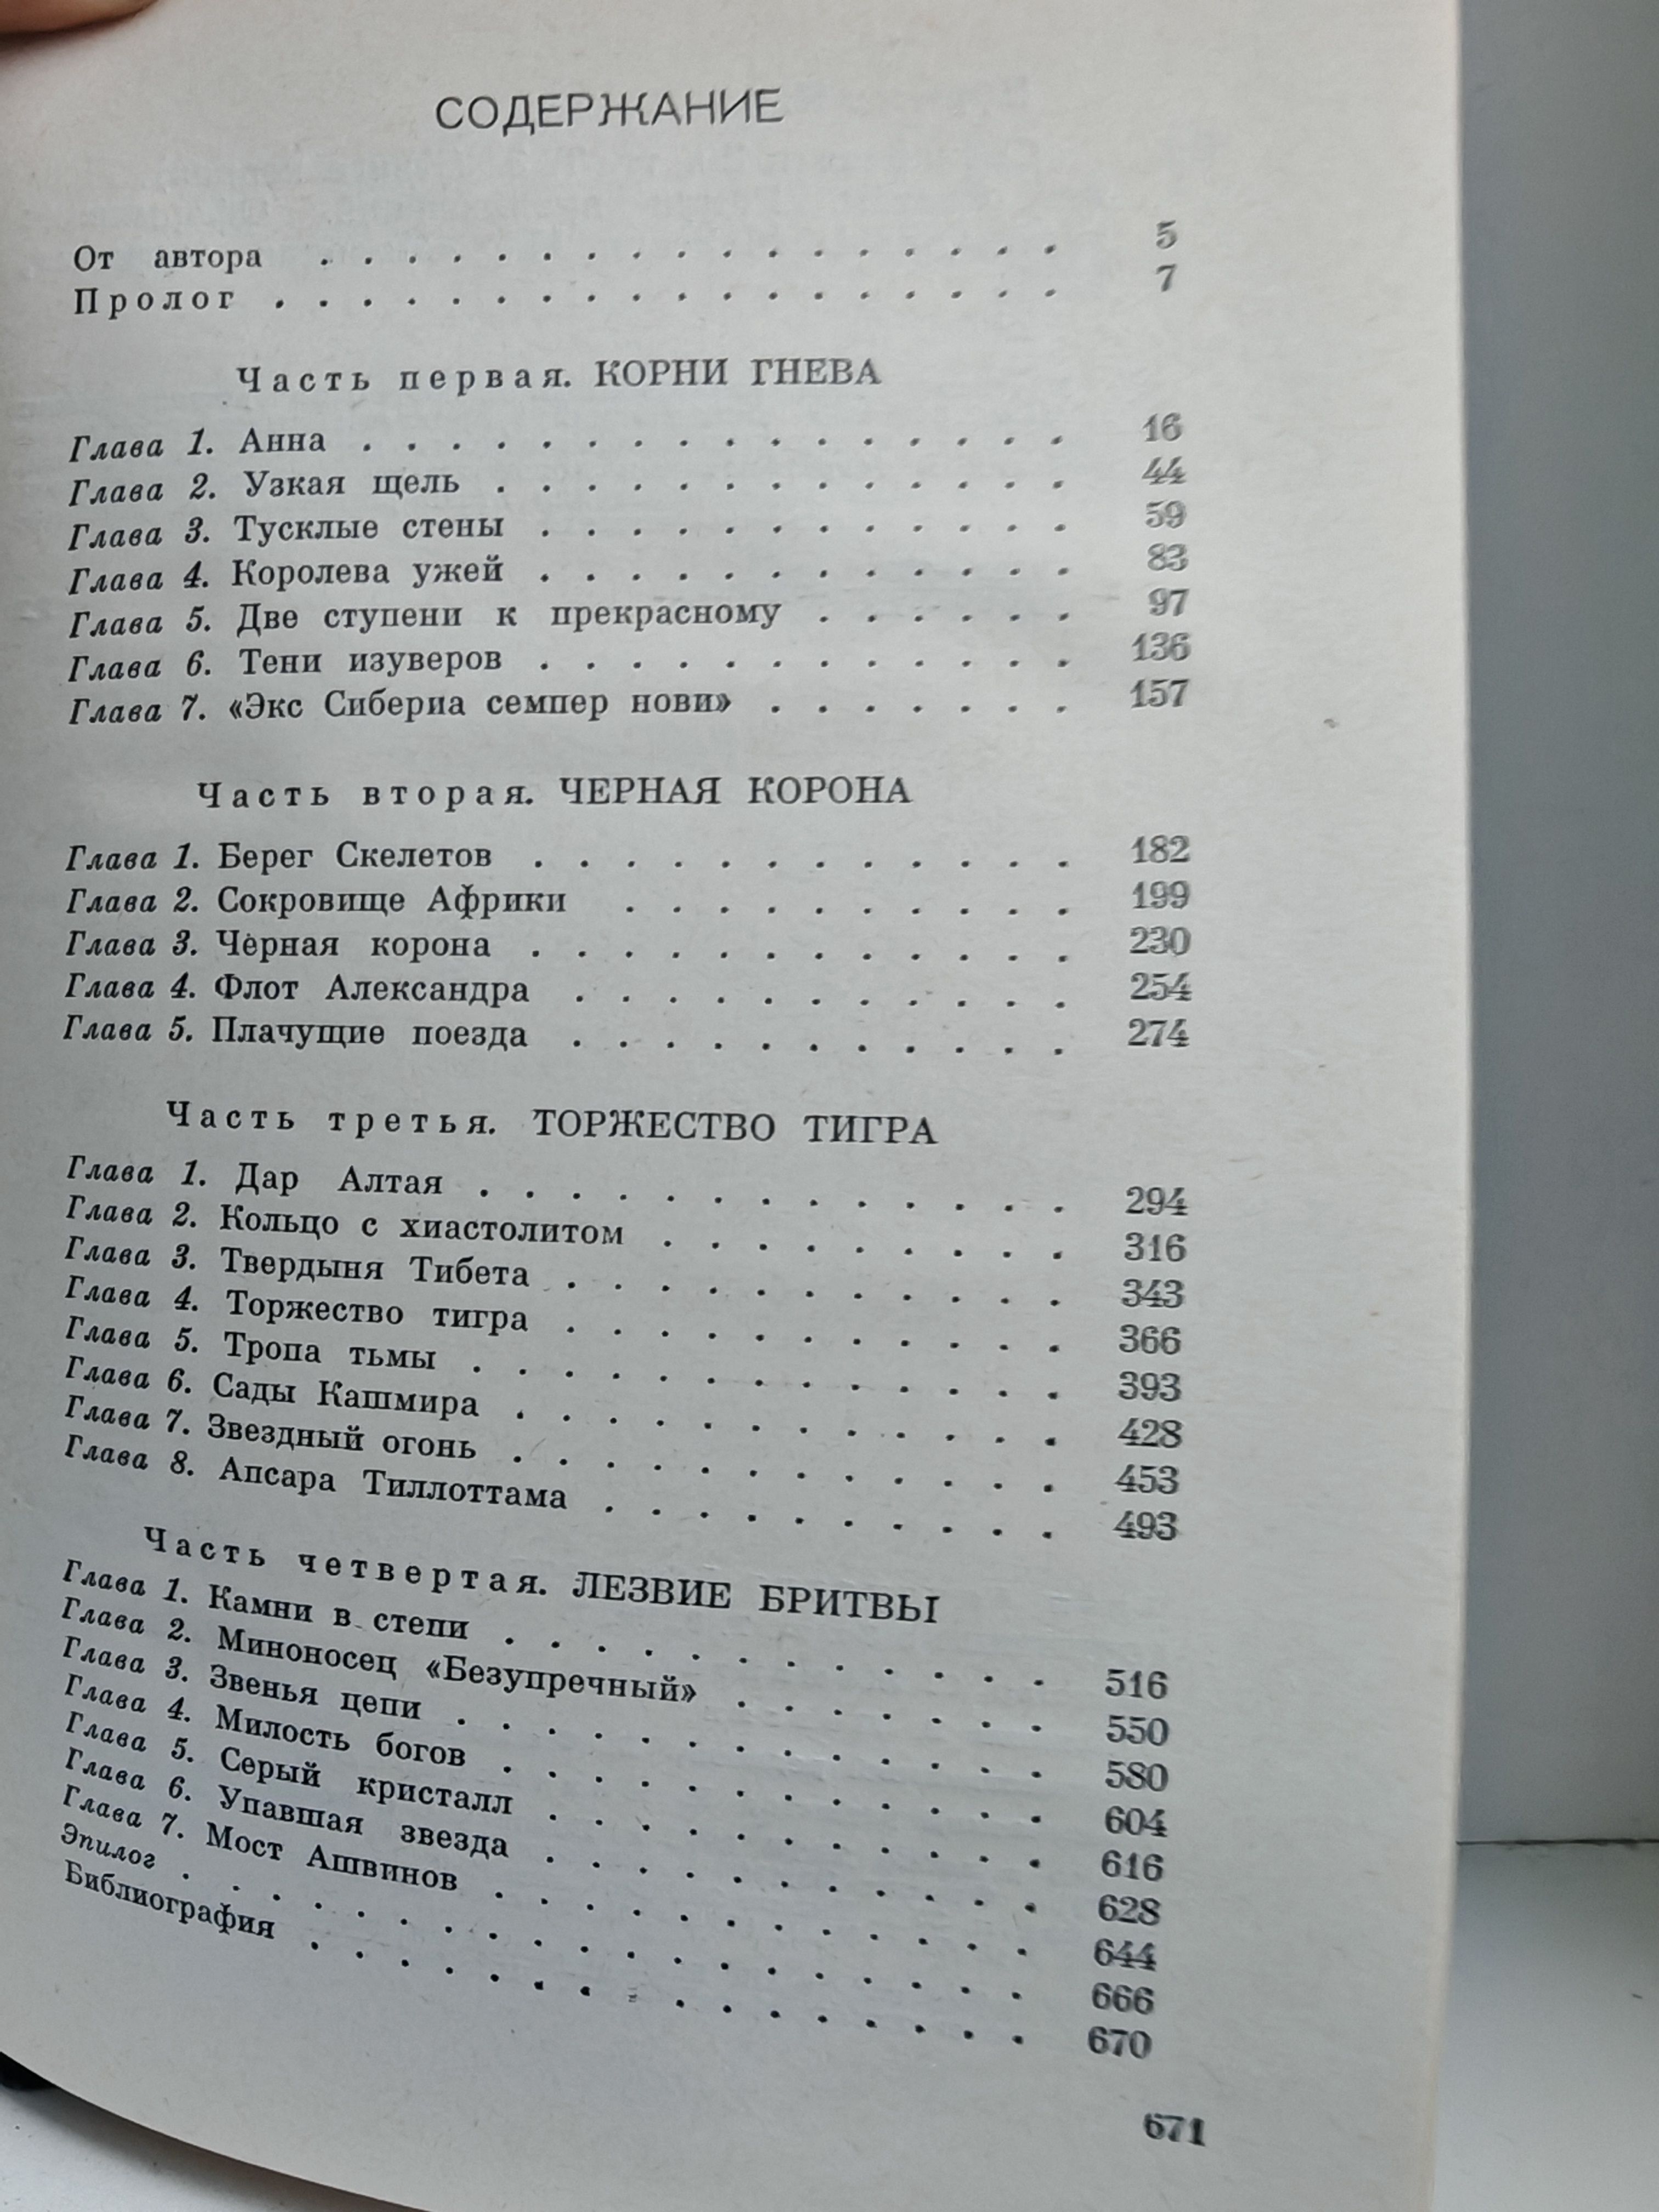 СОДЕРЖАНИЕ
От автора . . . . . . . . . . . . . . . . . 5
Пролог . . . . . . . . . . . . . . . . . . 7
Часть первая. КОРНИ ГНЕВА
Глава 1. Анна . . . . . . . . . . . . . . . . 16
Глава 2. Узкая щель . . . . . . . . . . . . . 44
Глава 3. Тусклые стены . . . . . . . . . . . . 59
Глава 4. Королева ужей . . . . . . . . . . . . 83
Глава 5. Две ступени к прекрасному . . . . . . 97
Глава 6. Тени изуверов . . . . . . . . . . . . 136
Глава 7. «Экс Сибериа семпер нови» . . . . . . . 157
Часть вторая. ЧЕРНАЯ КОРОНА
Глава 1. Берег Скелетов . . . . . . . . . . . . 182
Глава 2. Сокровище Африки . . . . . . . . . . 199
Глава 3. Черная корона . . . . . . . . . . . . 230
Глава 4. Флот Александра . . . . . . . . . . . 254
Глава 5. Плачущие поезда . . . . . . . . . . . 274
Часть третья. ТОРЖЕСТВО ТИГРА
Глава 1. Дар Алтая . . . . . . . . . . . . . 294
Глава 2. Кольцо с хиастолитом . . . . . . . . . 316
Глава 3. Твердыня Тибета . . . . . . . . . . . 343
Глава 4. Торжество тигра . . . . . . . . . . . 366
Глава 5. Тропа тьмы . . . . . . . . . . . . . 393
Глава 6. Сады Кашмира . . . . . . . . . . . . 428
Глава 7. Звездный огонь . . . . . . . . . . . . 453
Глава 8. Апсара Тиллоттама . . . . . . . . . . 493
Часть четвертая. ЛЕЗВИЕ БРИТВЫ
Глава 1. Камни в степи . . . . . . . . . . . . 516
Глава 2. Миноносец «Безупречный» . . . . . . . 550
Глава 3. Звенья цепи . . . . . . . . . . . . . 580
Глава 4. Милость богов . . . . . . . . . . . . 604
Глава 5. Серый кристалл . . . . . . . . . . . 616
Глава 6. Упавшая звезда . . . . . . . . . . . 628
Глава 7. Мост Ашвинов . . . . . . . . . . . . 644
Эпилог . . . . . . . . . . . . . . . . . . . 666
Библиография . . . . . . . . . . . . . . . . 670
671